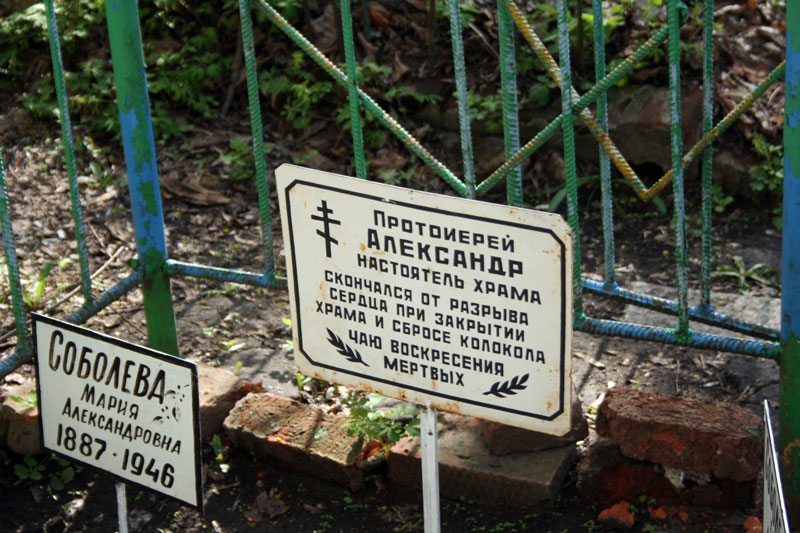 Протоиерей
Александр
настоятель храма
скончался от разрыва
сердца при закрытии
храма и сбросе колокола
чаю воскресения
мертвых
Соболева
Мария
Александровна
1887-1946